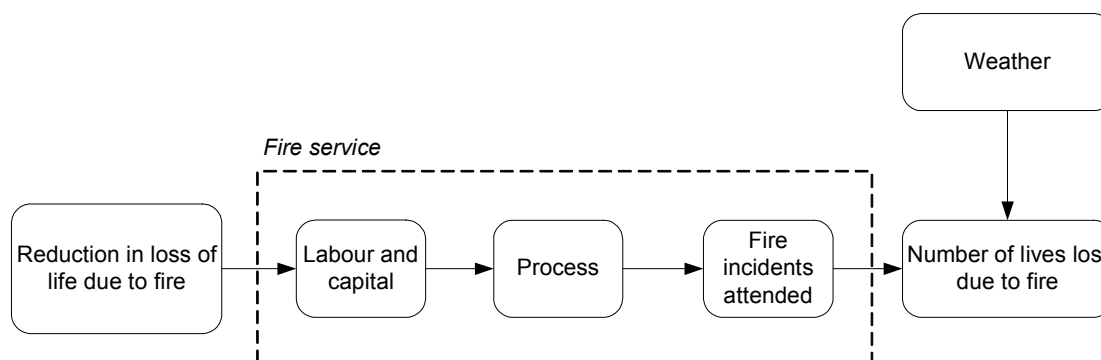 Weather
Fire service
Reduction in loss of
life due to fire
Labour and
capital
Process
Fire
incidents
attended
Number of lives los
due to fire